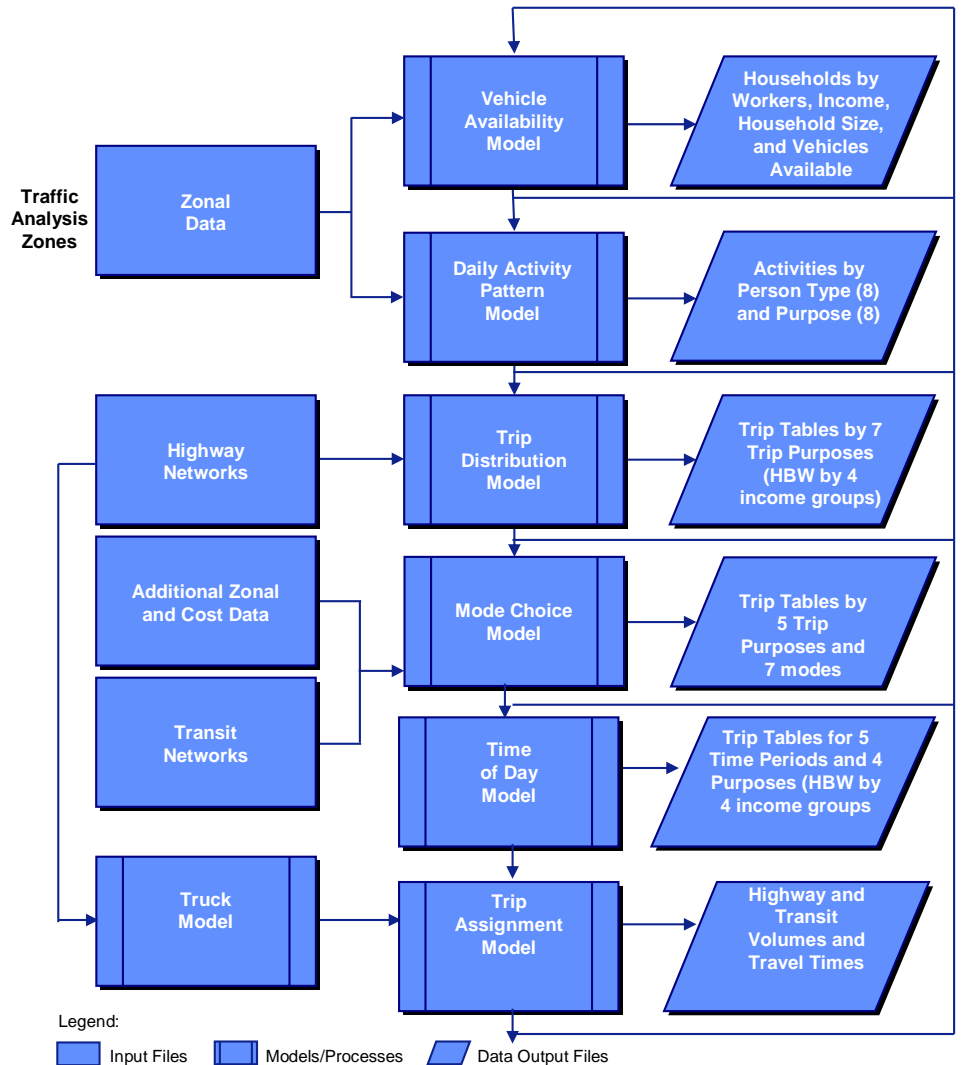 Vehicle
Availability
Model
Households by
Workers, Income,
Household Size,
and Vehicles
Available
Traffic
Analysis
Zones
Zonal
Data
Daily Activity
Pattern
Model
Activities by
Person Type (8)
and Purpose (8)
Highway
Networks
Trip
Distribution
Model
Trip Tables by 7
Trip Purposes
(HBW by 4
income groups)
Additional Zonal
and Cost Data
Mode Choice
Model
Trip Tables by
5 Trip
Purposes and
7 modes
Transit
Networks
Time
of Day
Model
Trip Tables for 5
Time Periods and 4
Purposes (HBW by
4 income groups
Truck
Model
Trip
Assignment
Model
Highway and
Transit
Volumes and
Travel Times
Legend:
Input Files
Models/Processes
Data Output Files